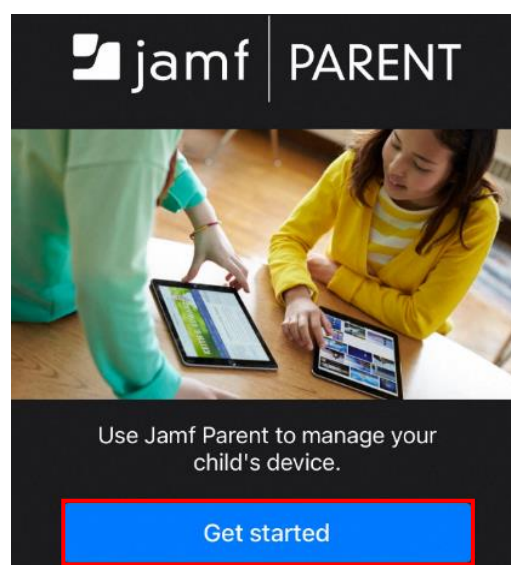 jamf PARENT
Use Jamf Parent to manage your
child's device.
Get started